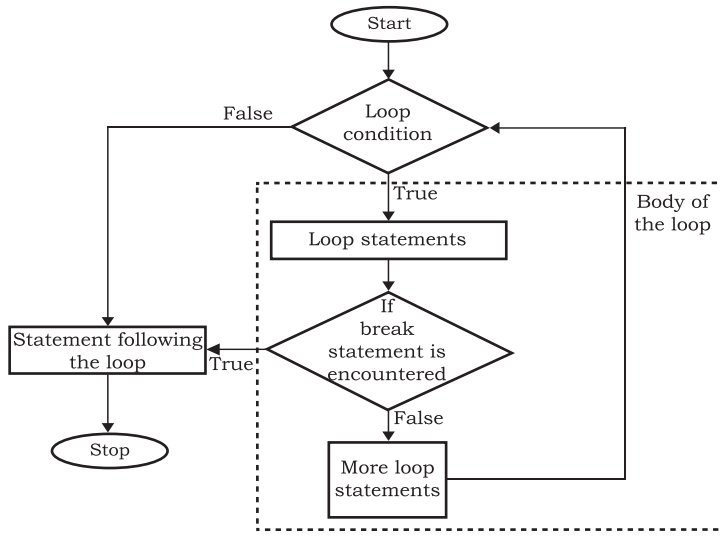 Start
Loop
condition
False
True
Body of
the loop
Loop statements
If
break
statement is
encountered
Statement following
the loop
True
False
Stop
More loop
statements